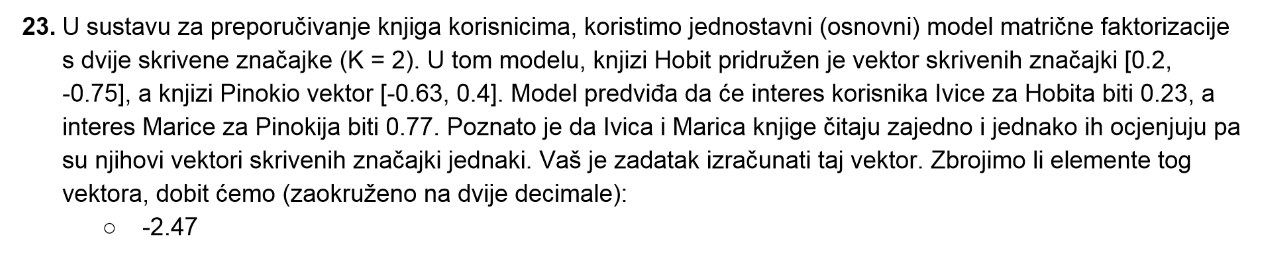 23. U sustavu za preporučivanje knjiga korisnicima, koristimo jednostavni (osnovni) model matrične faktorizacije
s dvije skrivene značajke (K = 2). U tom modelu, knjizi Hobit pridružen je vektor skrivenih značajki [0.2,
-0.75], a knjizi Pinokio vektor [-0.63, 0.4]. Model predviđa da će interes korisnika Ivice za Hobita biti 0.23, a
interes Marice za Pinokija biti 0.77. Poznato je da Ivica i Marica knjige čitaju zajedno i jednako ih ocjenjuju pa
su njihovi vektori skrivenih značajki jednaki. Vaš je zadatak izračunati taj vektor. Zbrojimo li elemente tog
vektora, dobit ćemo (zaokruženo na dvije decimale):
○ -2.47